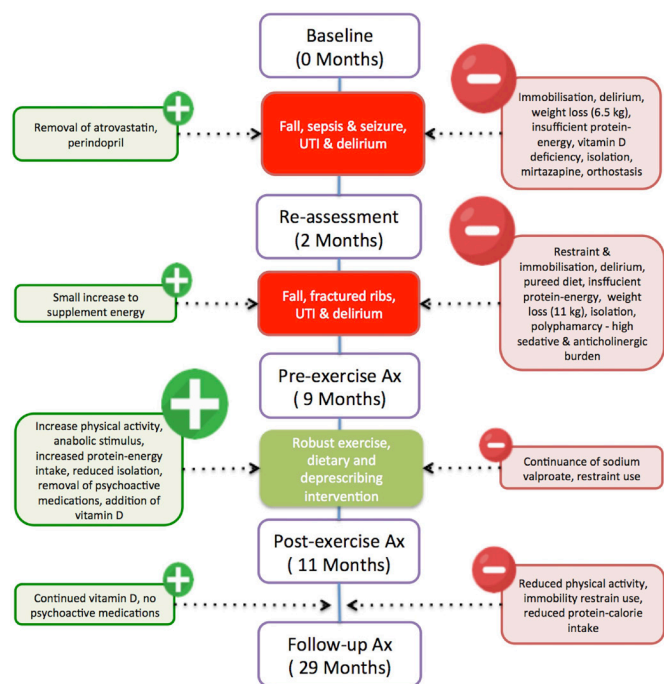 Baseline
(0 Months)
Removal of atrovastatin,
perindopril
Fall, sepsis & seizure,
UTI & delirium
Immobilisation, delirium,
weight loss (6.5 kg),
insufficient protein-
energy, vitamin D
deficiency, isolation,
mirtazapine, orthostasis
Re-assessment
(2 Months)
Small increase to
supplement energy
Fall, fractured ribs,
UTI & delirium
Restraint &
immobilisation, delirium,
pureed diet, insfficient
protein-energy, weight
loss (11 kg), isolation,
polyphamarcy - high
sedative & anticholinergic
burden
Pre-exercise Ax
( 9 Months)
Increase physical activity,
anabolic stimulus,
increased protein-energy
intake, reduced isolation,
removal of psychoactive
medications, addition of
vitamin D
Robust exercise,
dietary and
deprescribing
intervention
Continuance of sodium
valproate, restraint use
Post-exercise Ax
( 11 Months)
Continued vitamin D, no
psychoactive medications
Reduced physical activity,
immobility restrain use,
reduced protein-calorie
intake
Follow-up Ax
( 29 Months)